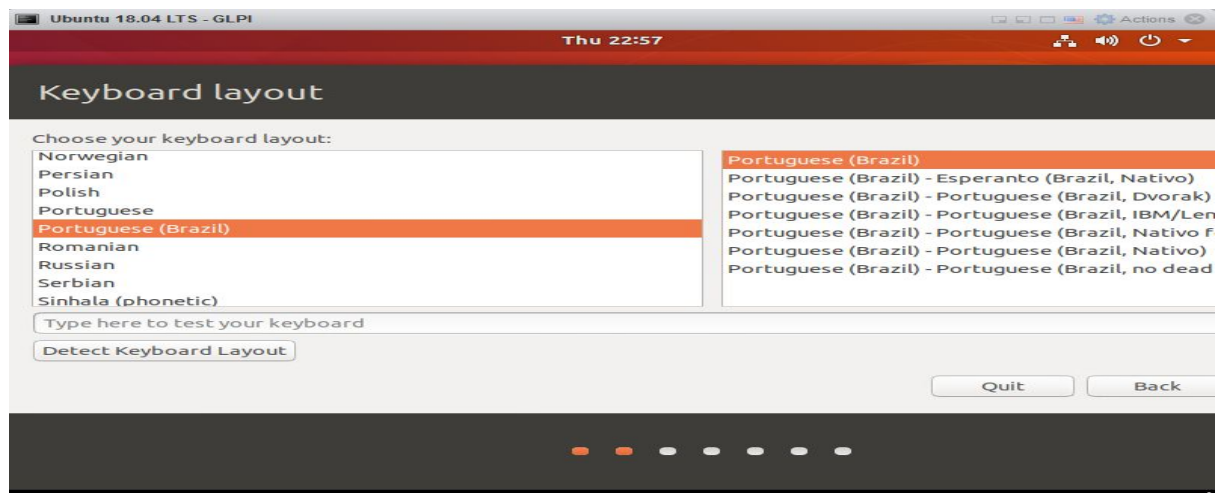 Ubuntu 18.04 LTS - GLPI
Actions
Thu 22:57
Keyboard layout
Choose your keyboard layout:
Norwegian
Persian
Polish
Portuguese
Portuguese (Brazil)
Romanian
Russian
Serbian
Sinhala (phonetic)
Portuguese (Brazil)
Portuguese (Brazil) - Esperanto (Brazil, Nativo)
Portuguese (Brazil) - Portuguese (Brazil, Dvorak)
Portuguese (Brazil) - Portuguese (Brazil, IBM/Len
Portuguese (Brazil) - Portuguese (Brazil, Nativo f
Portuguese (Brazil) - Portuguese (Brazil, Nativo)
Portuguese (Brazil) - Portuguese (Brazil, no dead
Type here to test your keyboard
Detect Keyboard Layout
Quit
Back